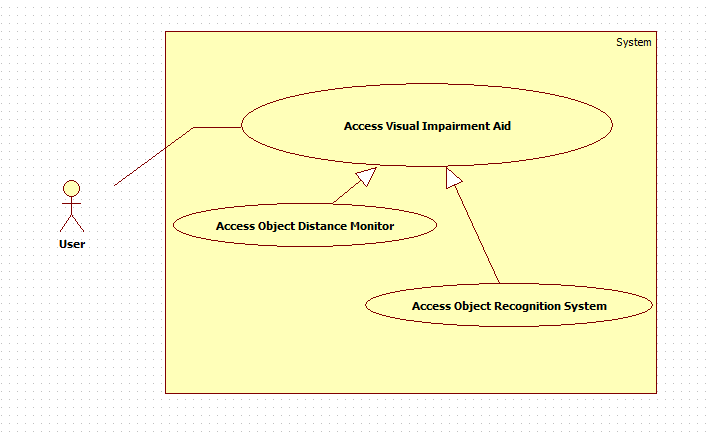 System
Access Visual Impairment Aid
Access Object Distance Monitor
User
Access Object Recognition System